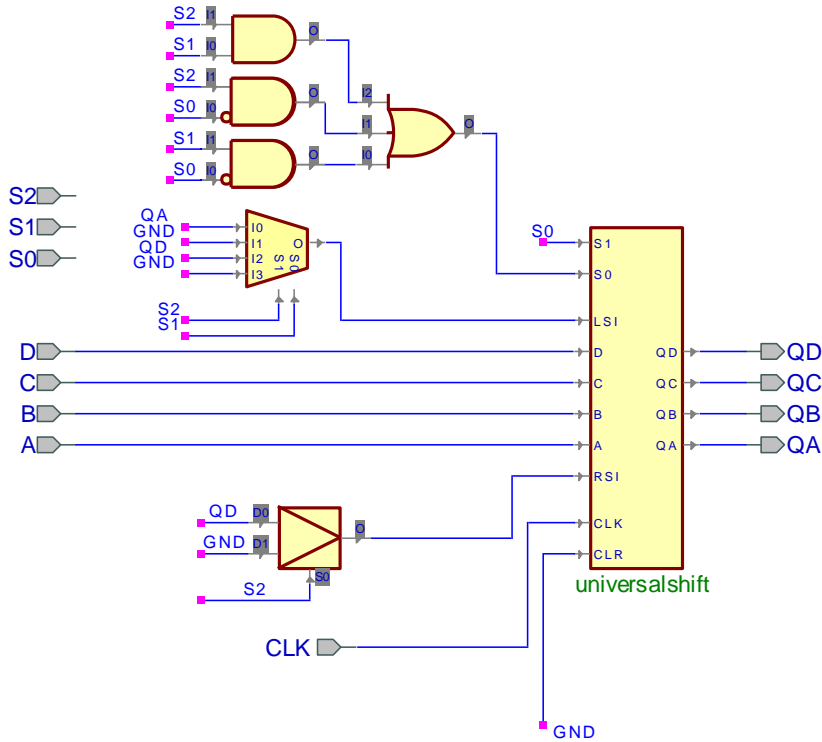 S2 I1
S1 I0 O
S2 I1 I2
S0 I0 O I1 O
S1 I1
S0 I0 O I0
S2
S1
S0
QA I0
GND I1 O
QD I2
GND I3
S1 S0
S2
S1
S0 S1
S0
LSI
D D QD QD
C C QC QC
B B QB QB
A A QA QA
RSI
QD D0 O
GND D1
S0
S2
CLK
CLR
universalshift
CLK
GND